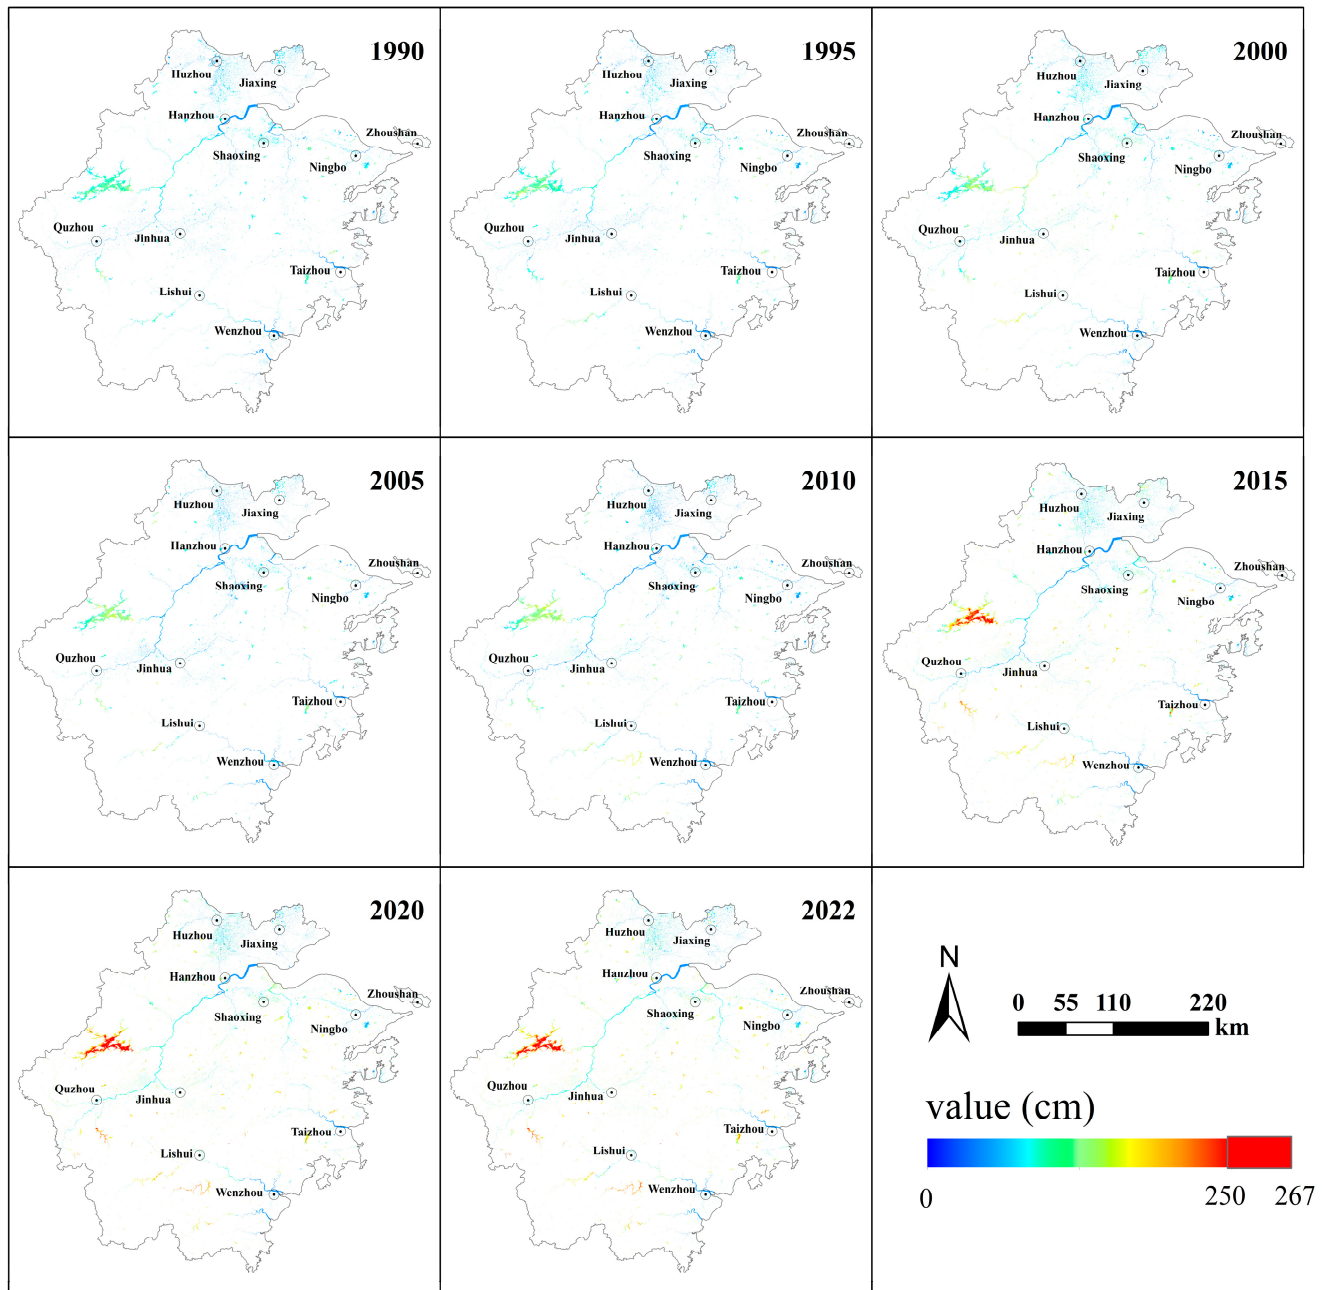 1990
Huzhou
Jiaxing
Hanzhou
Zhoushan
Shaoxing
Ningbo
Quzhou
Jinhua
Taizhou
Lishui
Wenzhou
1995
Huzhou
Jiaxing
Hanzhou
Zhoushan
Shaoxing
Ningbo
Quzhou
Jinhua
Taizhou
Lishui
Wenzhou
2000
Huzhou
Jiaxing
Hanzhou
Zhoushan
Shaoxing
Ningbo
Quzhou
Jinhua
Taizhou
Lishui
Wenzhou
2005
Huzhou
Jiaxing
Hanzhou
Zhoushan
Shaoxing
Ningbo
Quzhou
Jinhua
Taizhou
Lishui
Wenzhou
2010
Huzhou
Jiaxing
Hanzhou
Zhoushan
Shaoxing
Ningbo
Quzhou
Jinhua
Taizhou
Lishui
Wenzhou
2015
Huzhou
Jiaxing
Hanzhou
Zhoushan
Shaoxing
Ningbo
Quzhou
Jinhua
Taizhou
Lishui
Wenzhou
2020
Huzhou
Jiaxing
Hanzhou
Zhoushan
Shaoxing
Ningbo
Quzhou
Jinhua
Taizhou
Lishui
Wenzhou
2022
Huzhou
Jiaxing
Hanzhou
Zhoushan
Shaoxing
Ningbo
Quzhou
Jinhua
Taizhou
Lishui
Wenzhou
N
0 55 110 220
km
value (cm)
0 250 267